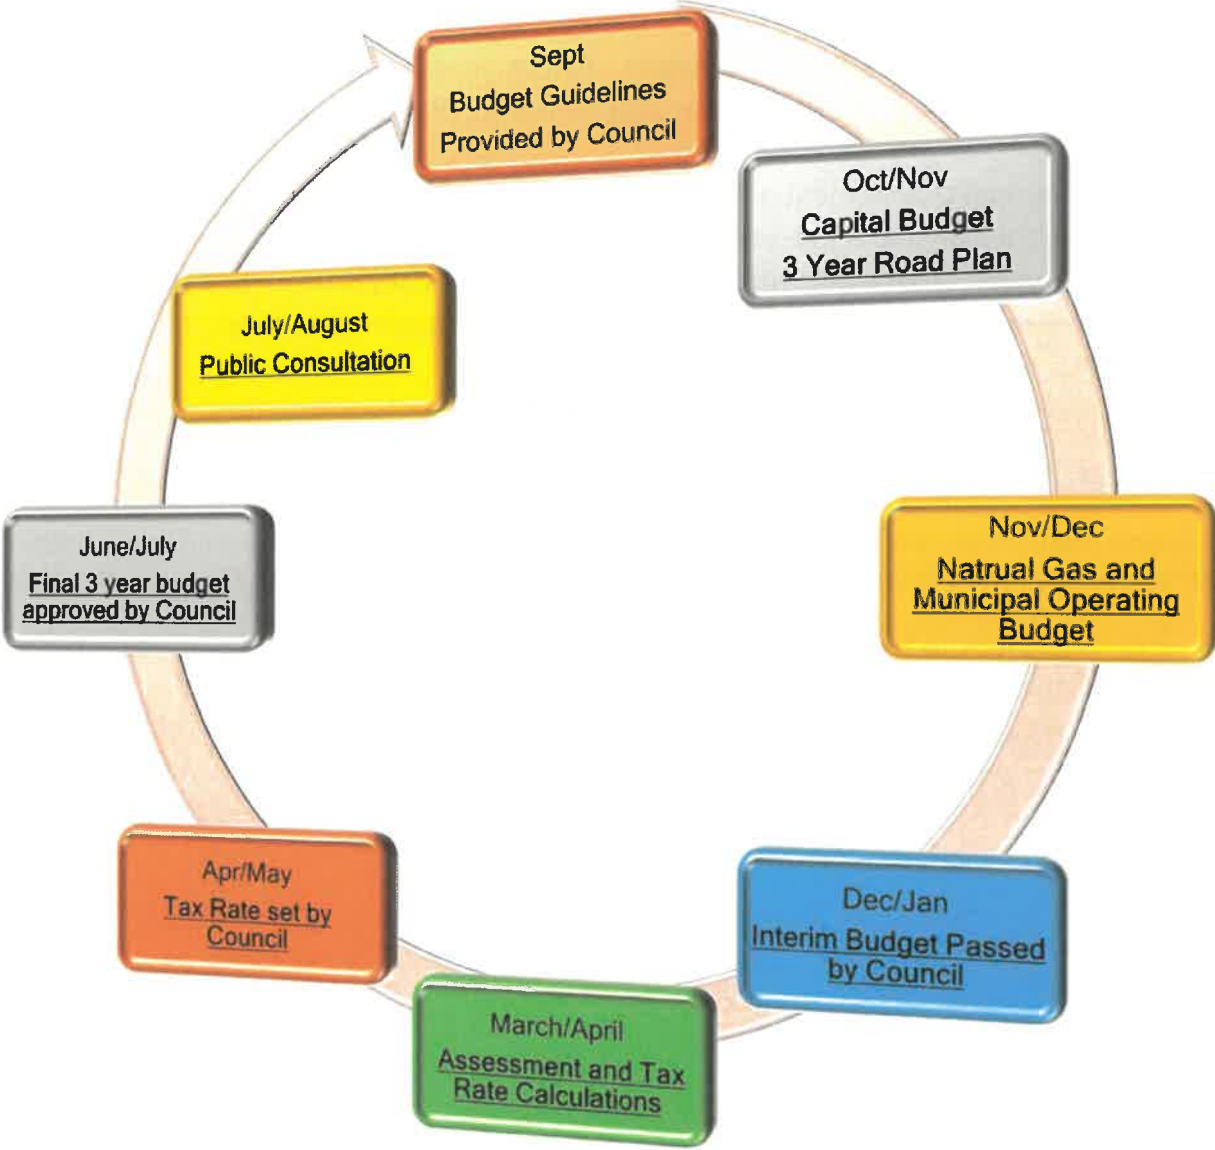 Sept
Budget Guidelines
Provided by Council
Oct/Nov
Capital Budget
3 Year Road Plan
Nov/Dec
Natrual Gas and
Municipal Operating
Budget
Dec/Jan
Interim Budget Passed
by Council
March/April
Assessment and Tax
Rate Calculations
Apr/May
Tax Rate set by
Council
June/July
Final 3 year budget
approved by Council
July/August
Public Consultation